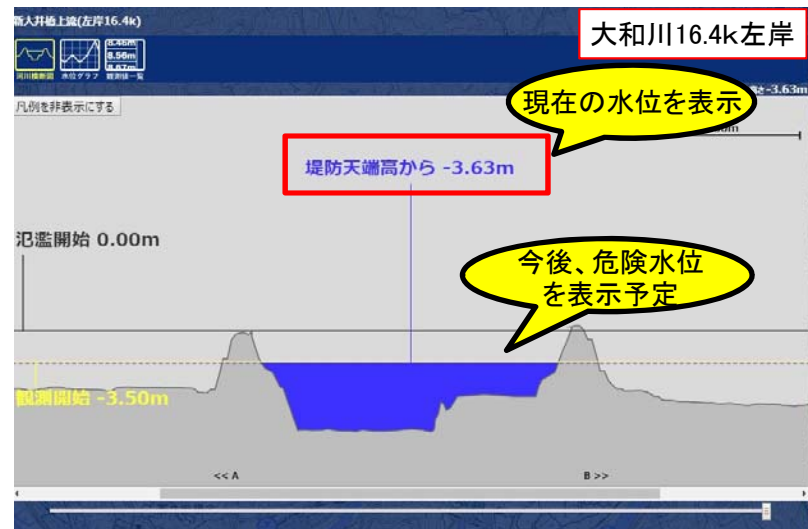 新大井橋上流(左岸16.4k)
大和川16.4k左岸
8.56m
河川横断図 水位グラフ 観測値一覧
-3.63m
凡例を非表示にする
現在の水位を表示
堤防天端高から -3.63m
氾濫開始 0.00m
今後、危険水位
を表示予定
観測開始 -3.50m
<< A
B >>